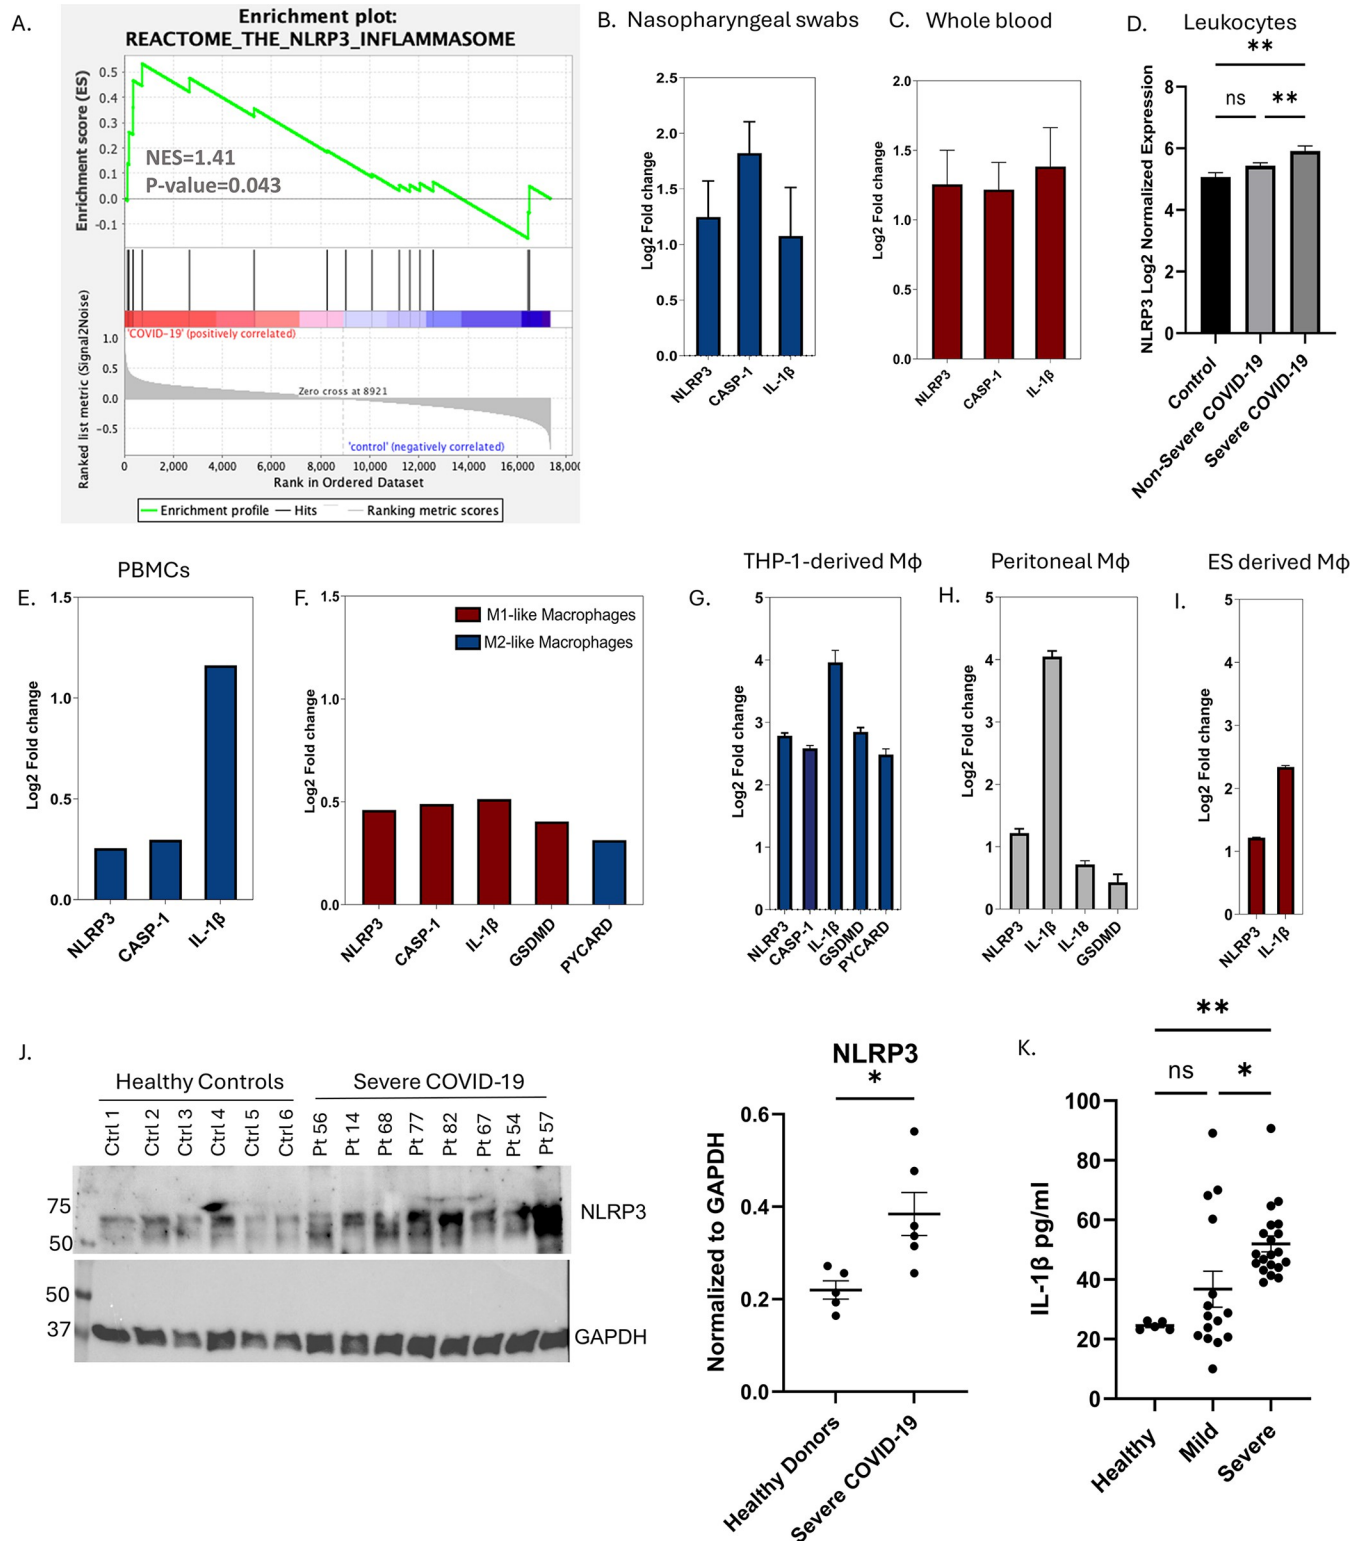 A.
Enrichment plot:
REACTOME_THE_NLRP3_INFLAMMASOME
Enrichment score (ES)
0.5
0.4
0.3
0.2
0.1
0.0
-0.1
NES=1.41
P-value=0.043
Ranked list metric (Signal2Noise)
'COVID-19' (positively correlated)
1.0
0.5
0.0
-0.5
Zero cross at 8921
'control' (negatively correlated)
0 2,000 4,000 6,000 8,000 10,000 12,000 14,000 16,000 18,000
Rank in Ordered Dataset
Enrichment profile Hits Ranking metric scores
B. Nasopharyngeal swabs
Log2 Fold change
2.5
2.0
1.5
1.0
0.5
0.0
NLRP3 CASP-1 IL-1β
C. Whole blood
Log2 Fold change
2.0
1.5
1.0
0.5
0.0
NLRP3 CASP-1 IL-1β
D. Leukocytes
**
ns **
NLRP3 Log2 Normalized Expression
8
6
4
2
0
Control
Non-Severe COVID-19
Severe COVID-19
PBMCs
E.
Log2 Fold change
1.5
1.0
0.5
0.0
NLRP3 CASP-1 IL-1β
F.
M1-like Macrophages
M2-like Macrophages
Log2 Fold change
1.5
1.0
0.5
0.0
NLRP3 CASP-1 IL-1β GSDMD PYCARD
THP-1-derived Mϕ
G.
Log2 Fold change
5
4
3
2
1
0
NLRP3 CASP-1 IL-1β GSDMD PYCARD
Peritoneal Mϕ
H.
Log2 Fold change
5
4
3
2
1
0
NLRP3 IL-1β IL-18 GSDMD
ES derived Mϕ
I.
Log2 Fold change
5
4
3
2
1
0
NLRP3 IL-1β
J.
Healthy Controls Severe COVID-19
Ctrl 1 Ctrl 2 Ctrl 3 Ctrl 4 Ctrl 5 Ctrl 6 Pt 56 Pt 14 Pt 68 Pt 77 Pt 82 Pt 67 Pt 54 Pt 57
75
50
NLRP3
50
37
GAPDH
NLRP3
*
Normalized to GAPDH
0.6
0.4
0.2
0.0
Healthy Donors
Severe COVID-19
K.
**
ns *
IL-1β pg/ml
100
80
60
40
20
0
Healthy Mild Severe